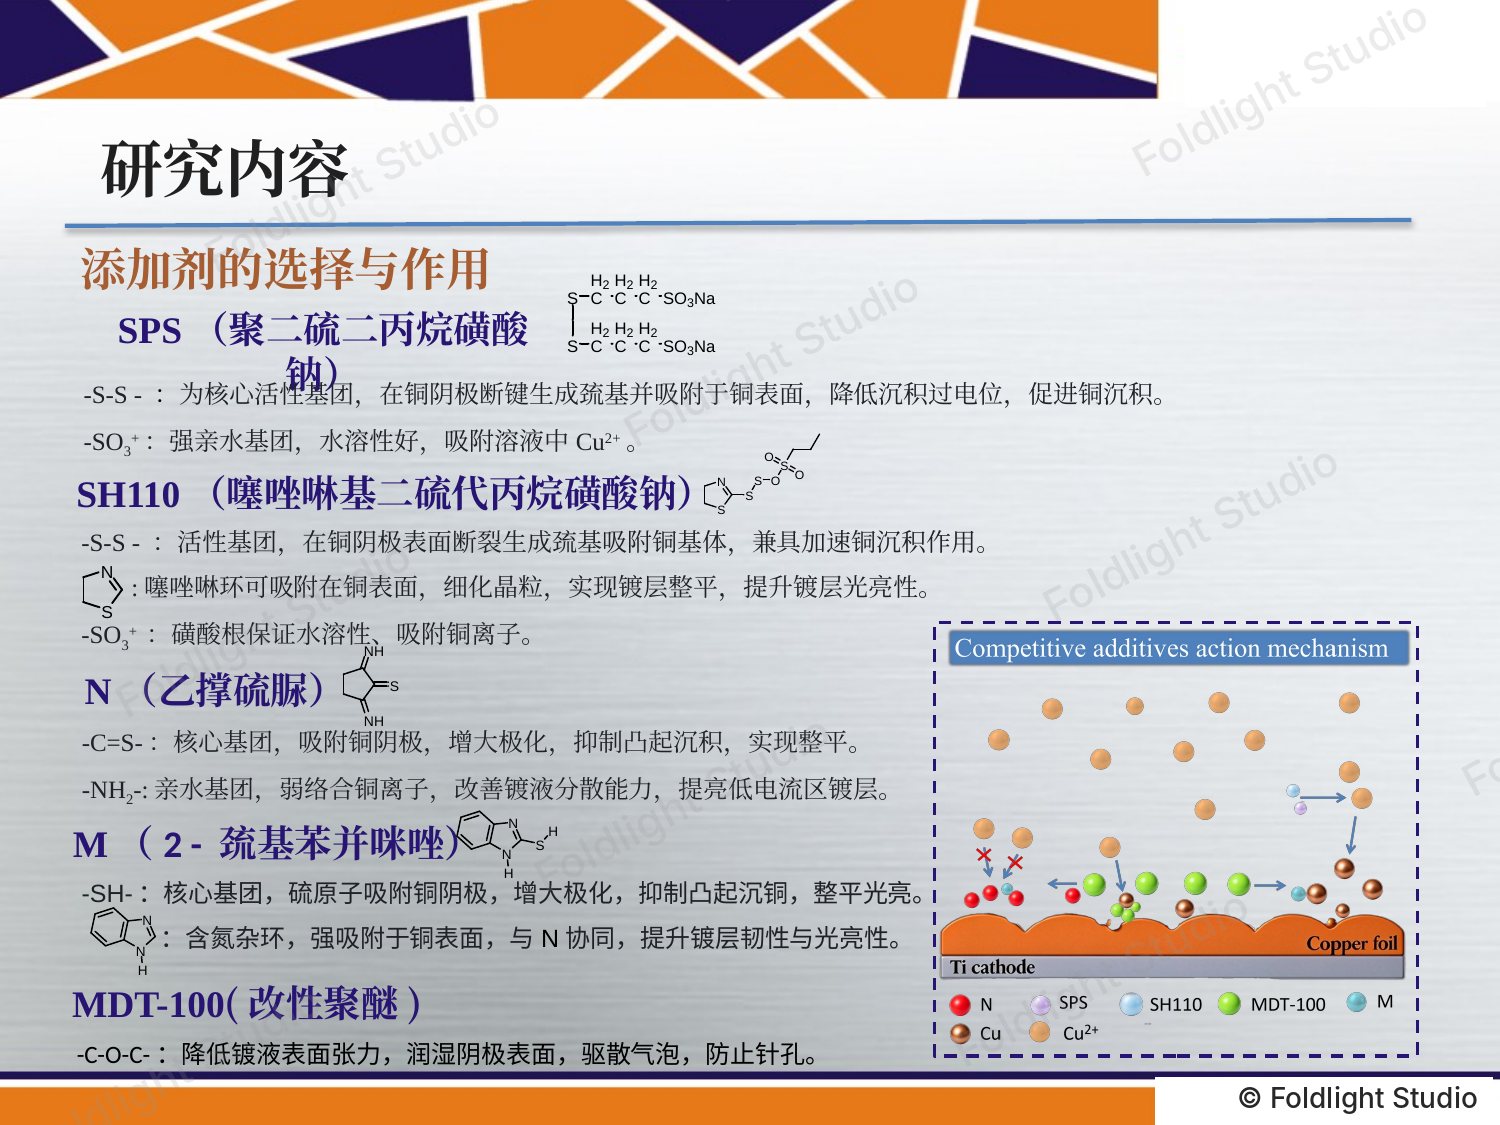 研究内容
添加剂的选择与作用
SPS （聚二硫二丙烷磺酸
钠）
H2 H2 H2
S C C C SO3Na
H2 H2 H2
S C C C SO3Na
-S-S - ：为核心活性基团，在铜阴极断键生成巯基并吸附于铜表面，降低沉积过电位，促进铜沉积。
-SO3+ ：强亲水基团，水溶性好，吸附溶液中 Cu2+ 。
SH110 （噻唑啉基二硫代丙烷磺酸钠）
N S S S O O S O
-S-S - ：活性基团，在铜阴极表面断裂生成巯基吸附铜基体，兼具加速铜沉积作用。
N
S
: 噻唑啉环可吸附在铜表面，细化晶粒，实现镀层整平，提升镀层光亮性。
-SO3+ ：磺酸根保证水溶性、吸附铜离子。
N （乙撑硫脲）
NH
S
NH
-C=S- ：核心基团，吸附铜阴极，增大极化，抑制凸起沉积，实现整平。
-NH2-: 亲水基团，弱络合铜离子，改善镀液分散能力，提亮低电流区镀层。
M （ 2 - 巯基苯并咪唑）
N
N
H
S
H
-SH- ：核心基团，硫原子吸附铜阴极，增大极化，抑制凸起沉铜，整平光亮。
N
N
H
：含氮杂环，强吸附于铜表面，与 N 协同，提升镀层韧性与光亮性。
MDT-100( 改性聚醚 )
-C-O-C- ：降低镀液表面张力，润湿阴极表面，驱散气泡，防止针孔。
Competitive additives action mechanism
Copper foil
Ti cathode
N SPS SH110 MDT-100 M
Cu Cu2+
© Foldlight Studio
Foldlight Studio
Foldlight Studio
Foldlight Studio
Foldlight Studio
Foldlight Studio
Foldlight Studio
Foldlight Studio